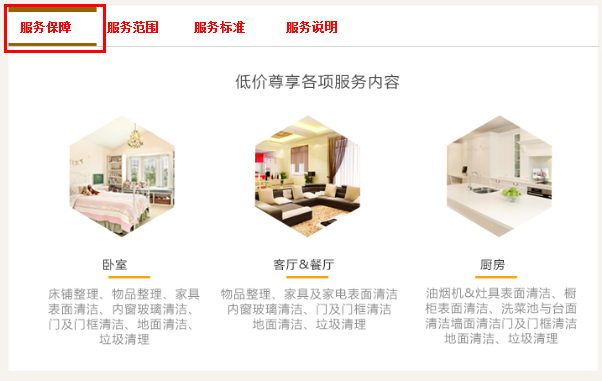 服务保障 服务范围 服务标准 服务说明
低价尊享各项服务内容
卧室 客厅&餐厅 厨房
床铺整理、物品整理、家具
表面清洁、内窗玻璃清洁、
门及门框清洁、地面清洁、
垃圾清理
物品整理、家具及家电表面清洁
内窗玻璃清洁、门及门框清洁
地面清洁、垃圾清理
油烟机&灶具表面清洁、橱
柜表面清洁、洗菜池与台面
清洁墙面清洁门及门框清洁
地面清洁、垃圾清理